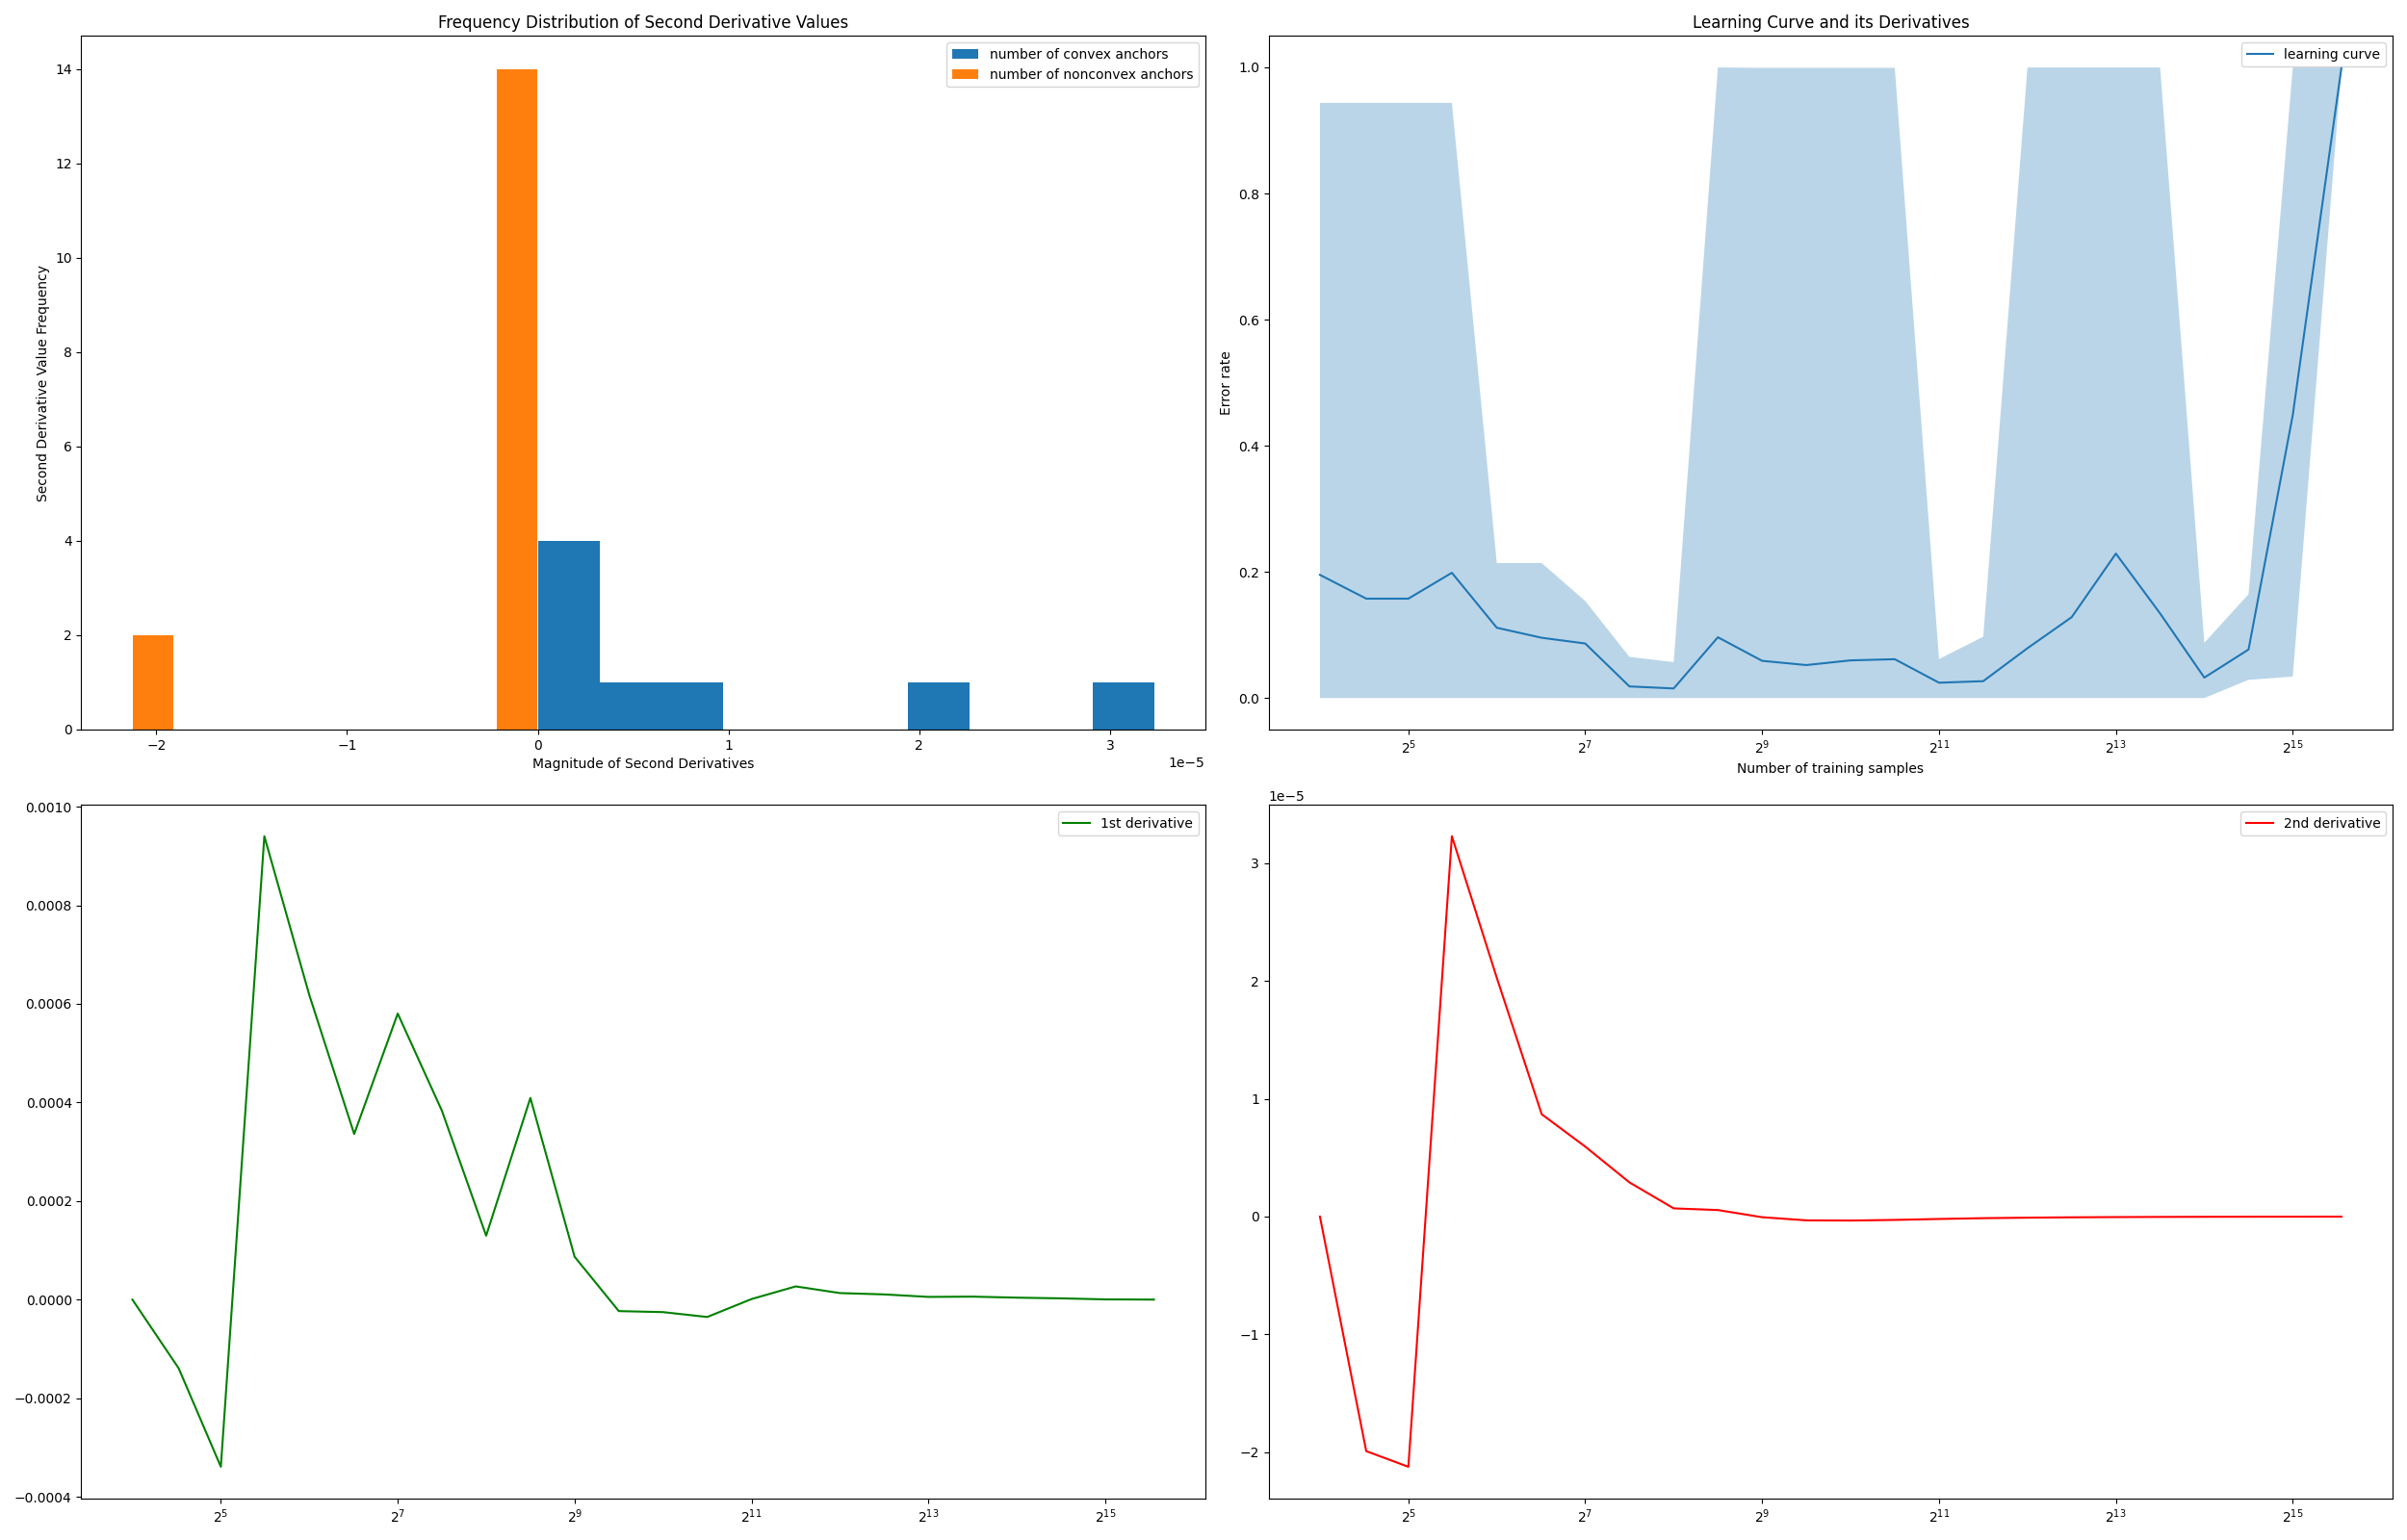 Frequency Distribution of Second Derivative Values
number of convex anchors
number of nonconvex anchors
14
12
10
8
6
4
2
0
Second Derivative Value Frequency
−2 −1 0 1 2 3
1e−5
Magnitude of Second Derivatives
Learning Curve and its Derivatives
learning curve
1.0
0.8
0.6
0.4
0.2
0.0
Error rate
2^5 2^7 2^9 2^11 2^13 2^15
Number of training samples
1st derivative
0.0010
0.0008
0.0006
0.0004
0.0002
0.0000
−0.0002
−0.0004
2^5 2^7 2^9 2^11 2^13 2^15
1e−5
2nd derivative
3
2
1
0
−1
−2
2^5 2^7 2^9 2^11 2^13 2^15